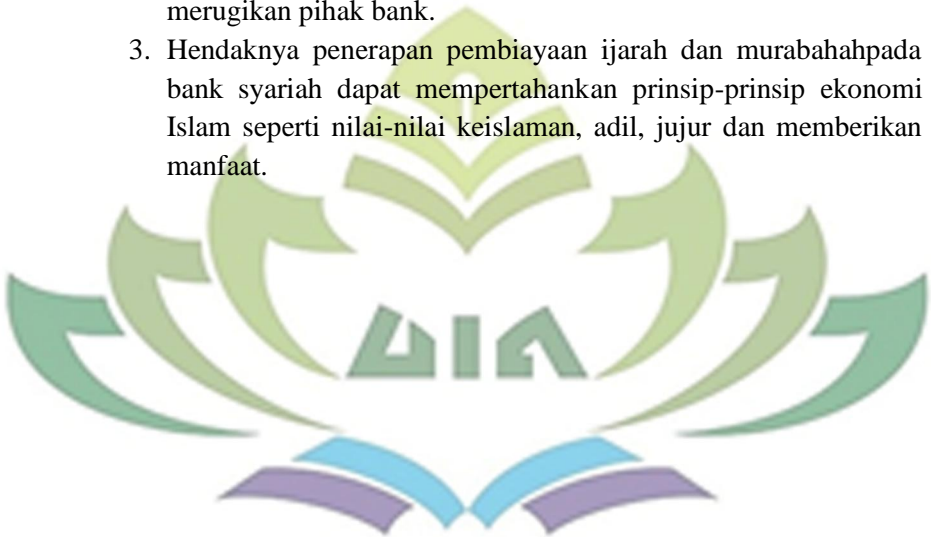 merugikan pihak bank.
3. Hendaknya penerapan pembiayaan ijarah dan murabahahpada
bank syariah dapat mempertahankan prinsip-prinsip ekonomi
Islam seperti nilai-nilai keislaman, adil, jujur dan memberikan
manfaat.
UIN